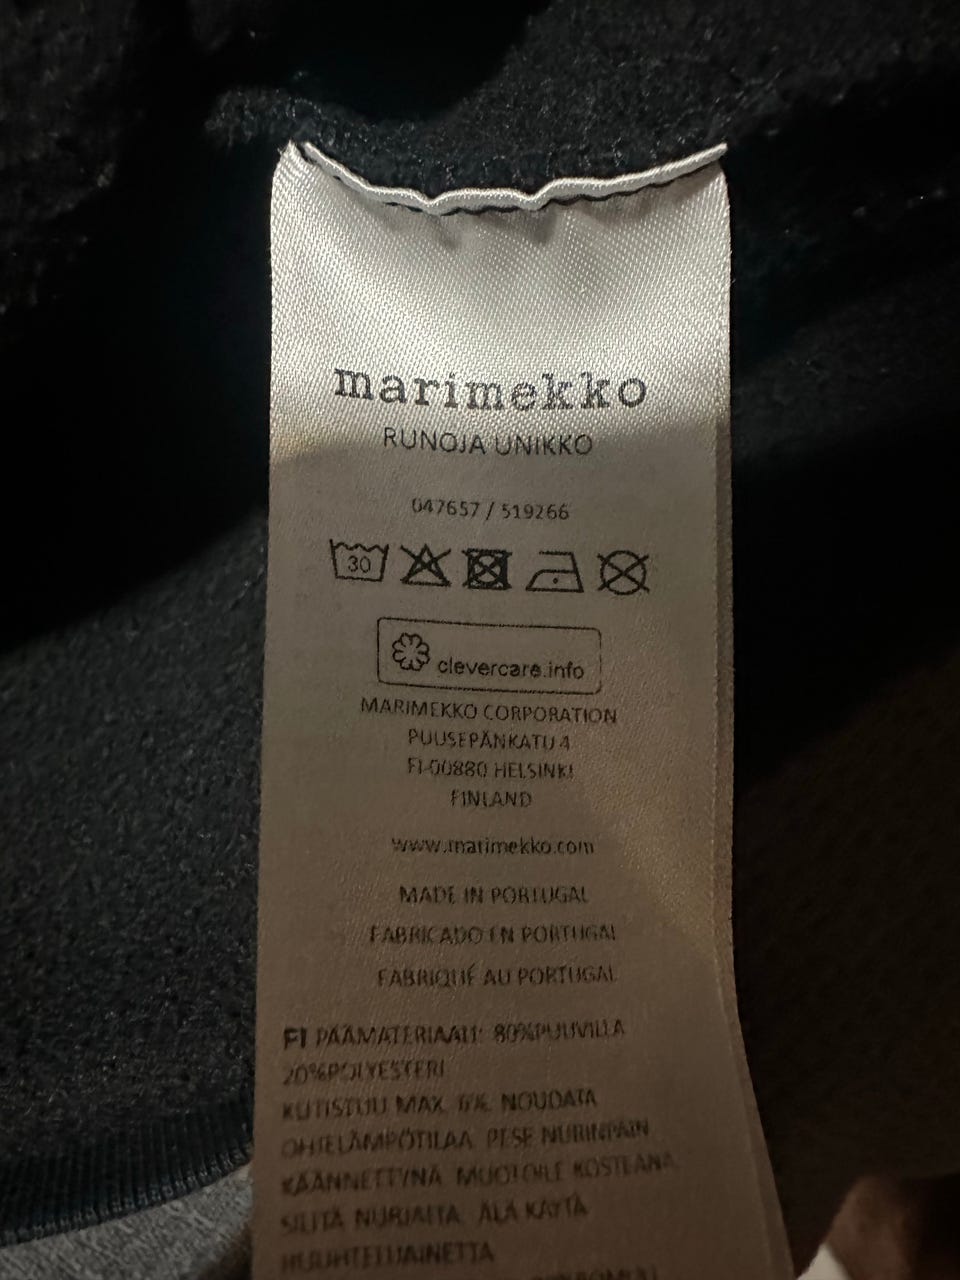 marimekko
RUNOJA UNIKKO
047657 / 519266
30
clevercare.info
MARIMEKKO CORPORATION
PUUSEPÄNKATU 4
FI-00880 HELSINKI
FINLAND
www.marimekko.com
MADE IN PORTUGAL
FABRICADO EN PORTUGAL
FABRIQUÉ AU PORTUGAL
FI PÄÄMATERIAALI: 80%PUUVILLA
20%POLYESTERI
KUTISTUU MAX. 6%. NOUDATA
OHJELÄMPÖTILAA. PESE NURINPÄIN
KÄÄNNETTYNÄ. MUOTOILE KOSTEANA.
SILITÄ NURJALTA. ÄLÄ KÄYTÄ
HUUHTELUAINETTA